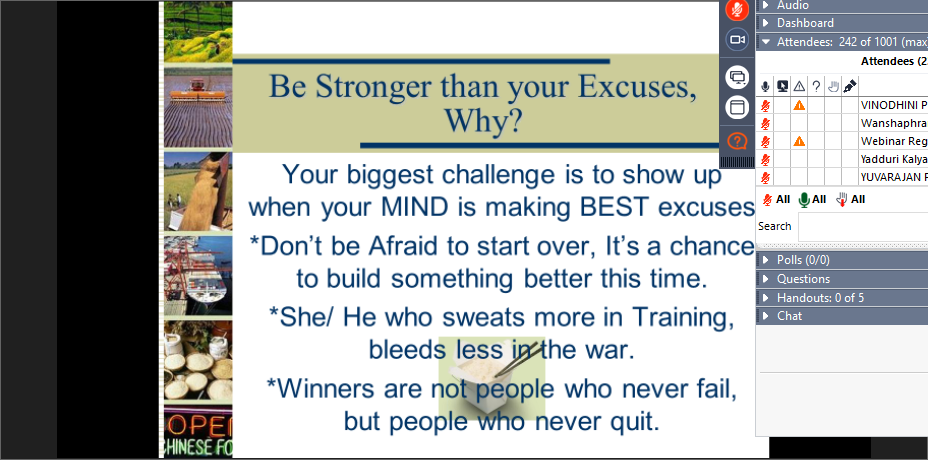 Be Stronger than your Excuses,
Why?
Your biggest challenge is to show up
when your MIND is making BEST excuses
*Don’t be Afraid to start over, It’s a chance
to build something better this time.
*She/ He who sweats more in Training,
bleeds less in the war.
*Winners are not people who never fail,
but people who never quit.
OPE
CHINESE FO
Audio
Dashboard
Attendees: 242 of 1001 (max
Attendees (2
VINODHINI P
Wanshaphra
Webinar Reg
Yadduri Kalya
YUVARAJAN P
All All All
Search
Polls (0/0)
Questions
Handouts: 0 of 5
Chat